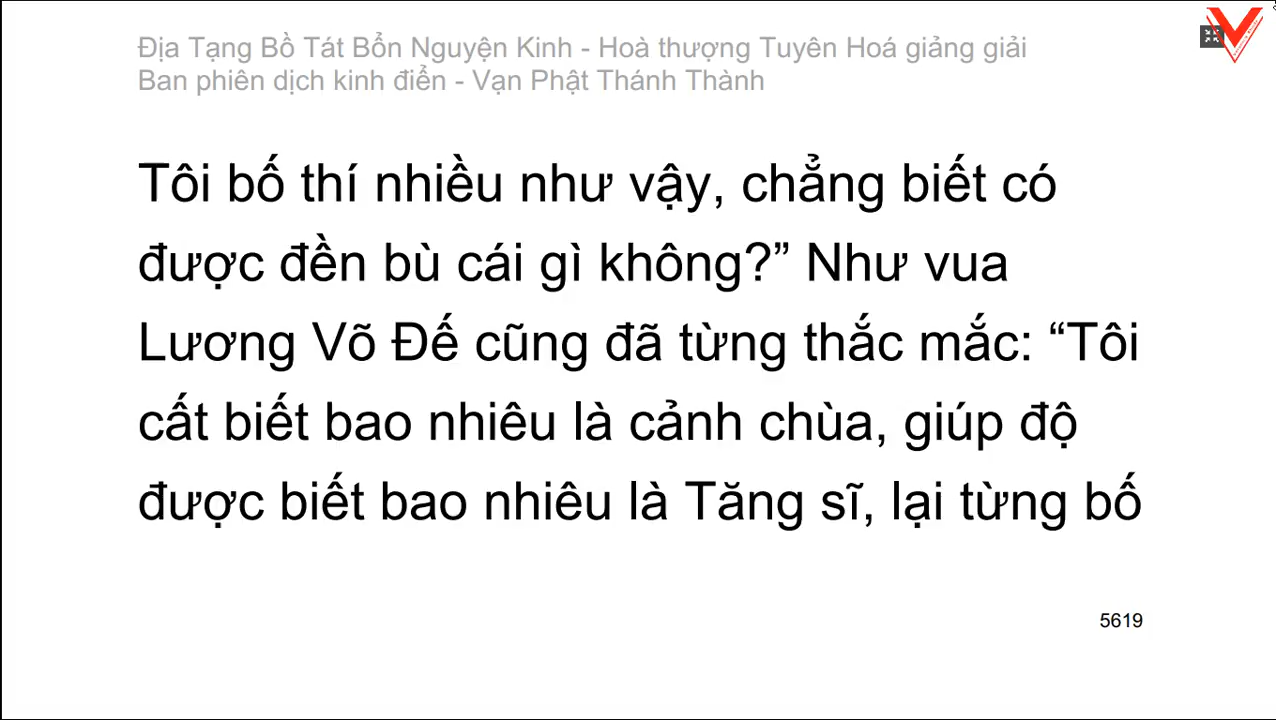 Địa Tạng Bồ Tát Bổn Nguyện Kinh - Hoà thượng Tuyên Hoá giảng giải
Ban phiên dịch kinh điển - Vạn Phật Thánh Thành
Tôi bố thí nhiều như vậy, chẳng biết có
được đền bù cái gì không?” Như vua
Lương Võ Đế cũng đã từng thắc mắc: “Tôi
cất biết bao nhiêu là cảnh chùa, giúp độ
được biết bao nhiêu là Tăng sĩ, lại từng bố
5619